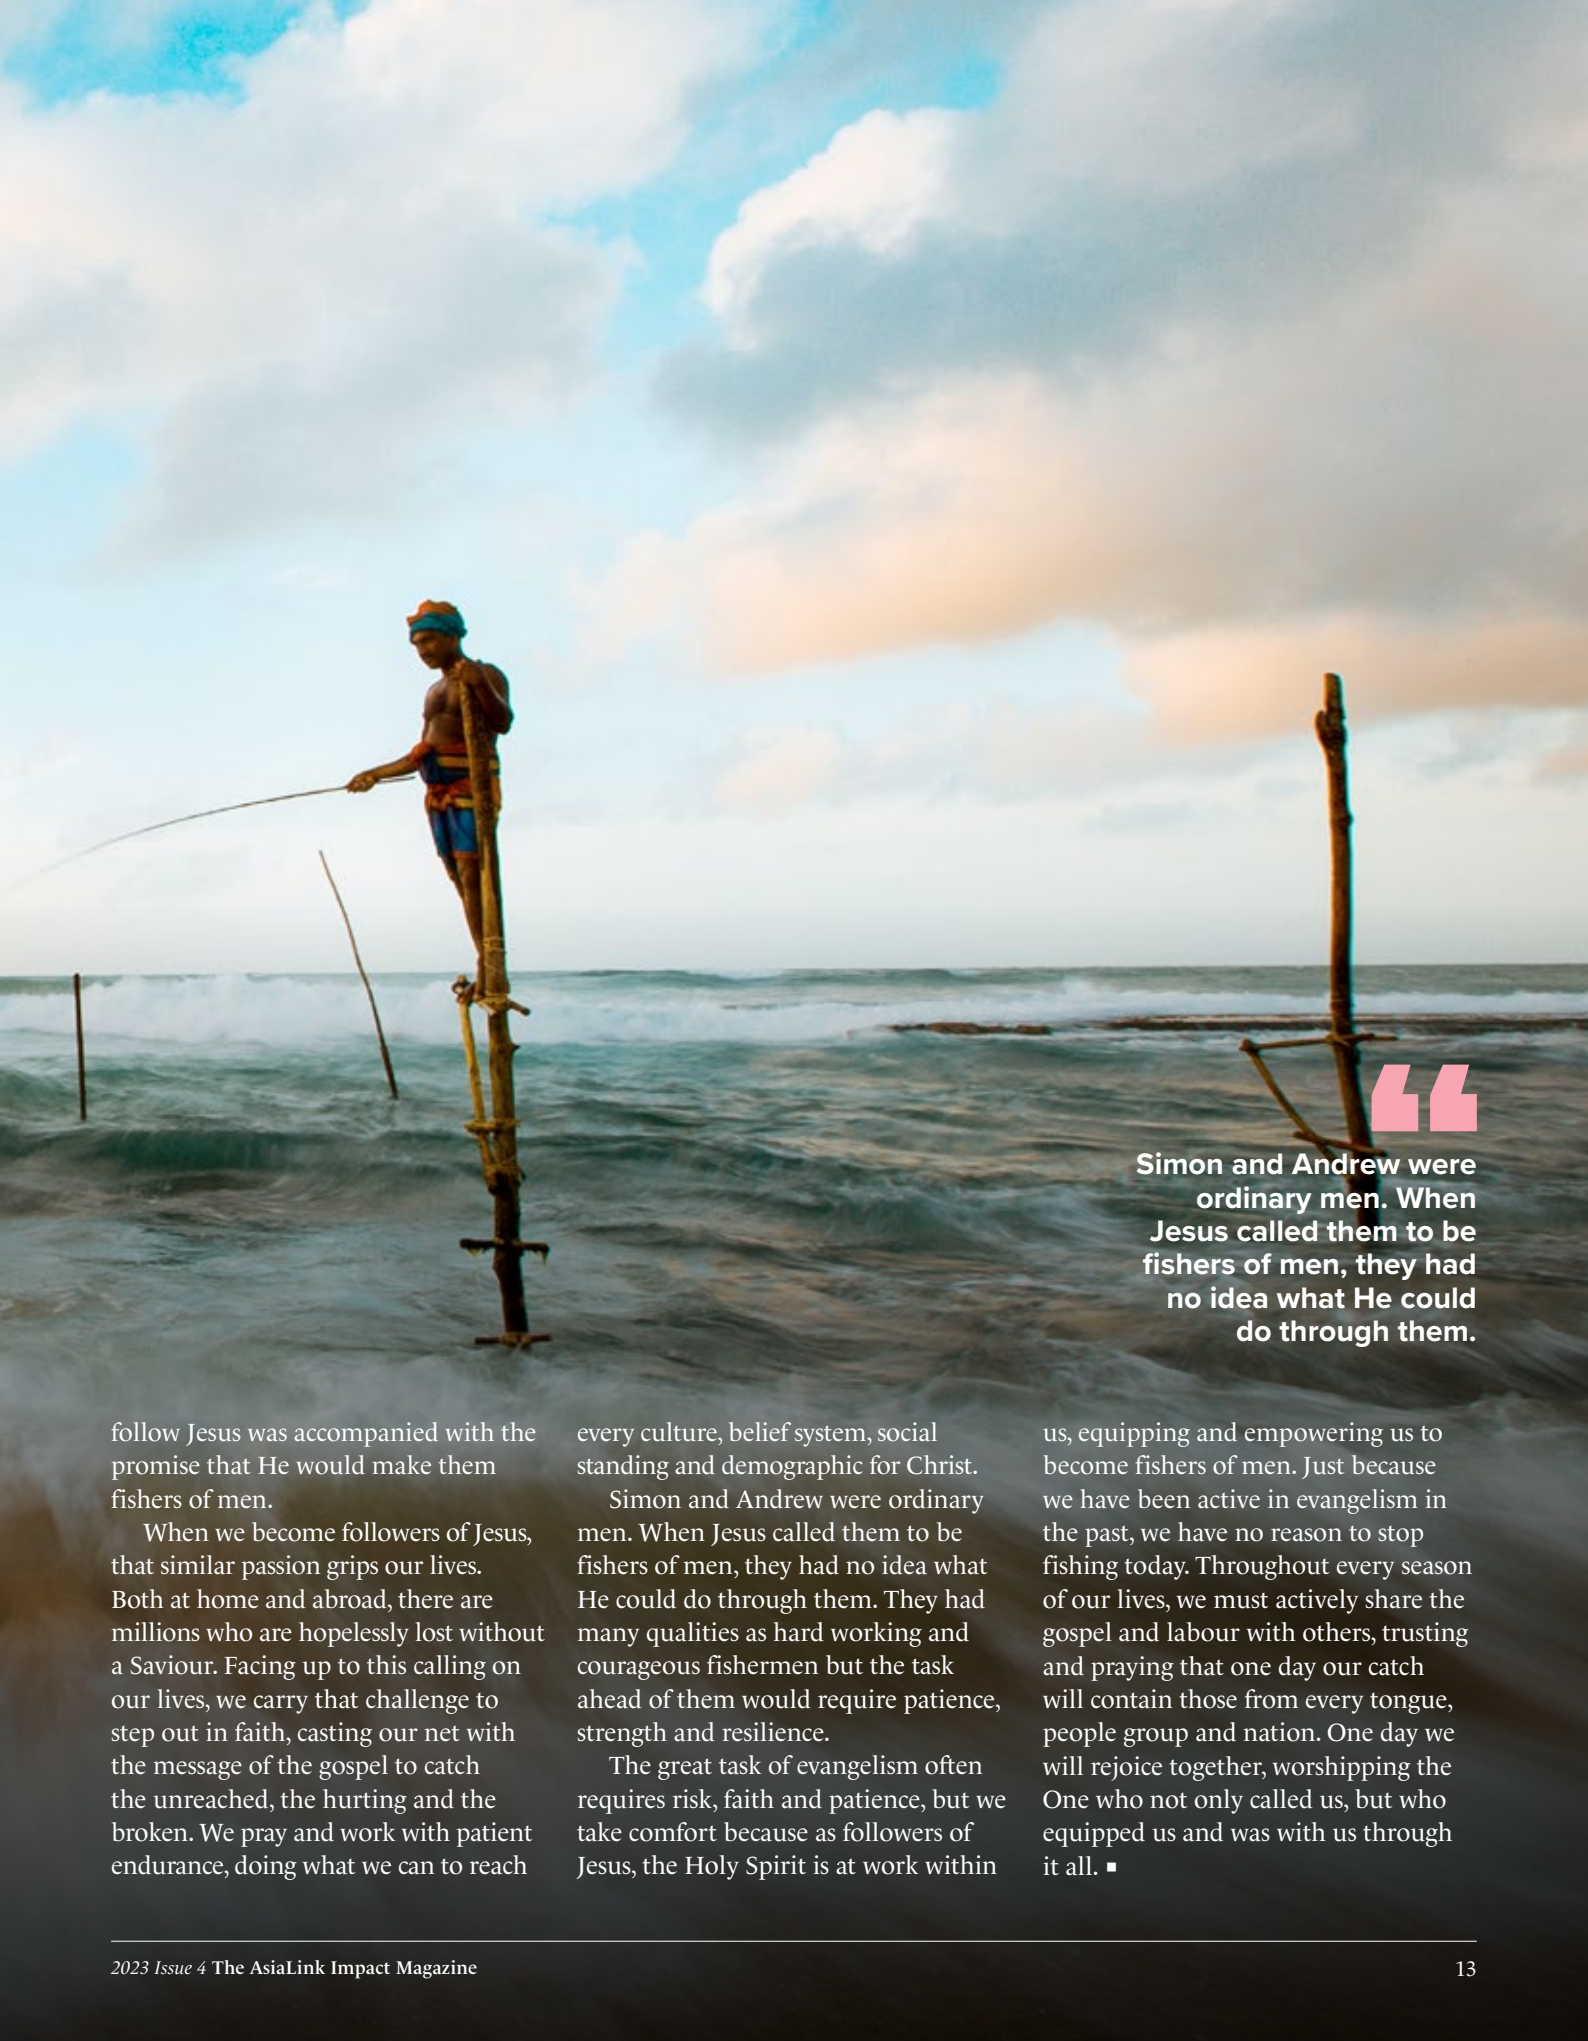 Simon and Andrew were
ordinary men. When
Jesus called them to be
fishers of men, they had
no idea what He could
do through them.
follow Jesus was accompanied with the
promise that He would make them
fishers of men.
When we become followers of Jesus,
that similar passion grips our lives.
Both at home and abroad, there are
millions who are hopelessly lost without
a Saviour. Facing up to this calling on
our lives, we carry that challenge to
step out in faith, casting our net with
the message of the gospel to catch
the unreached, the hurting and the
broken. We pray and work with patient
endurance, doing what we can to reach
every culture, belief system, social
standing and demographic for Christ.
Simon and Andrew were ordinary
men. When Jesus called them to be
fishers of men, they had no idea what
He could do through them. They had
many qualities as hard working and
courageous fishermen but the task
ahead of them would require patience,
strength and resilience.
The great task of evangelism often
requires risk, faith and patience, but we
take comfort because as followers of
Jesus, the Holy Spirit is at work within
us, equipping and empowering us to
become fishers of men. Just because
we have been active in evangelism in
the past, we have no reason to stop
fishing today. Throughout every season
of our lives, we must actively share the
gospel and labour with others, trusting
and praying that one day our catch
will contain those from every tongue,
people group and nation. One day we
will rejoice together, worshipping the
One who not only called us, but who
equipped us and was with us through
it all. ■
2023 Issue 4 The AsiaLink Impact Magazine
13